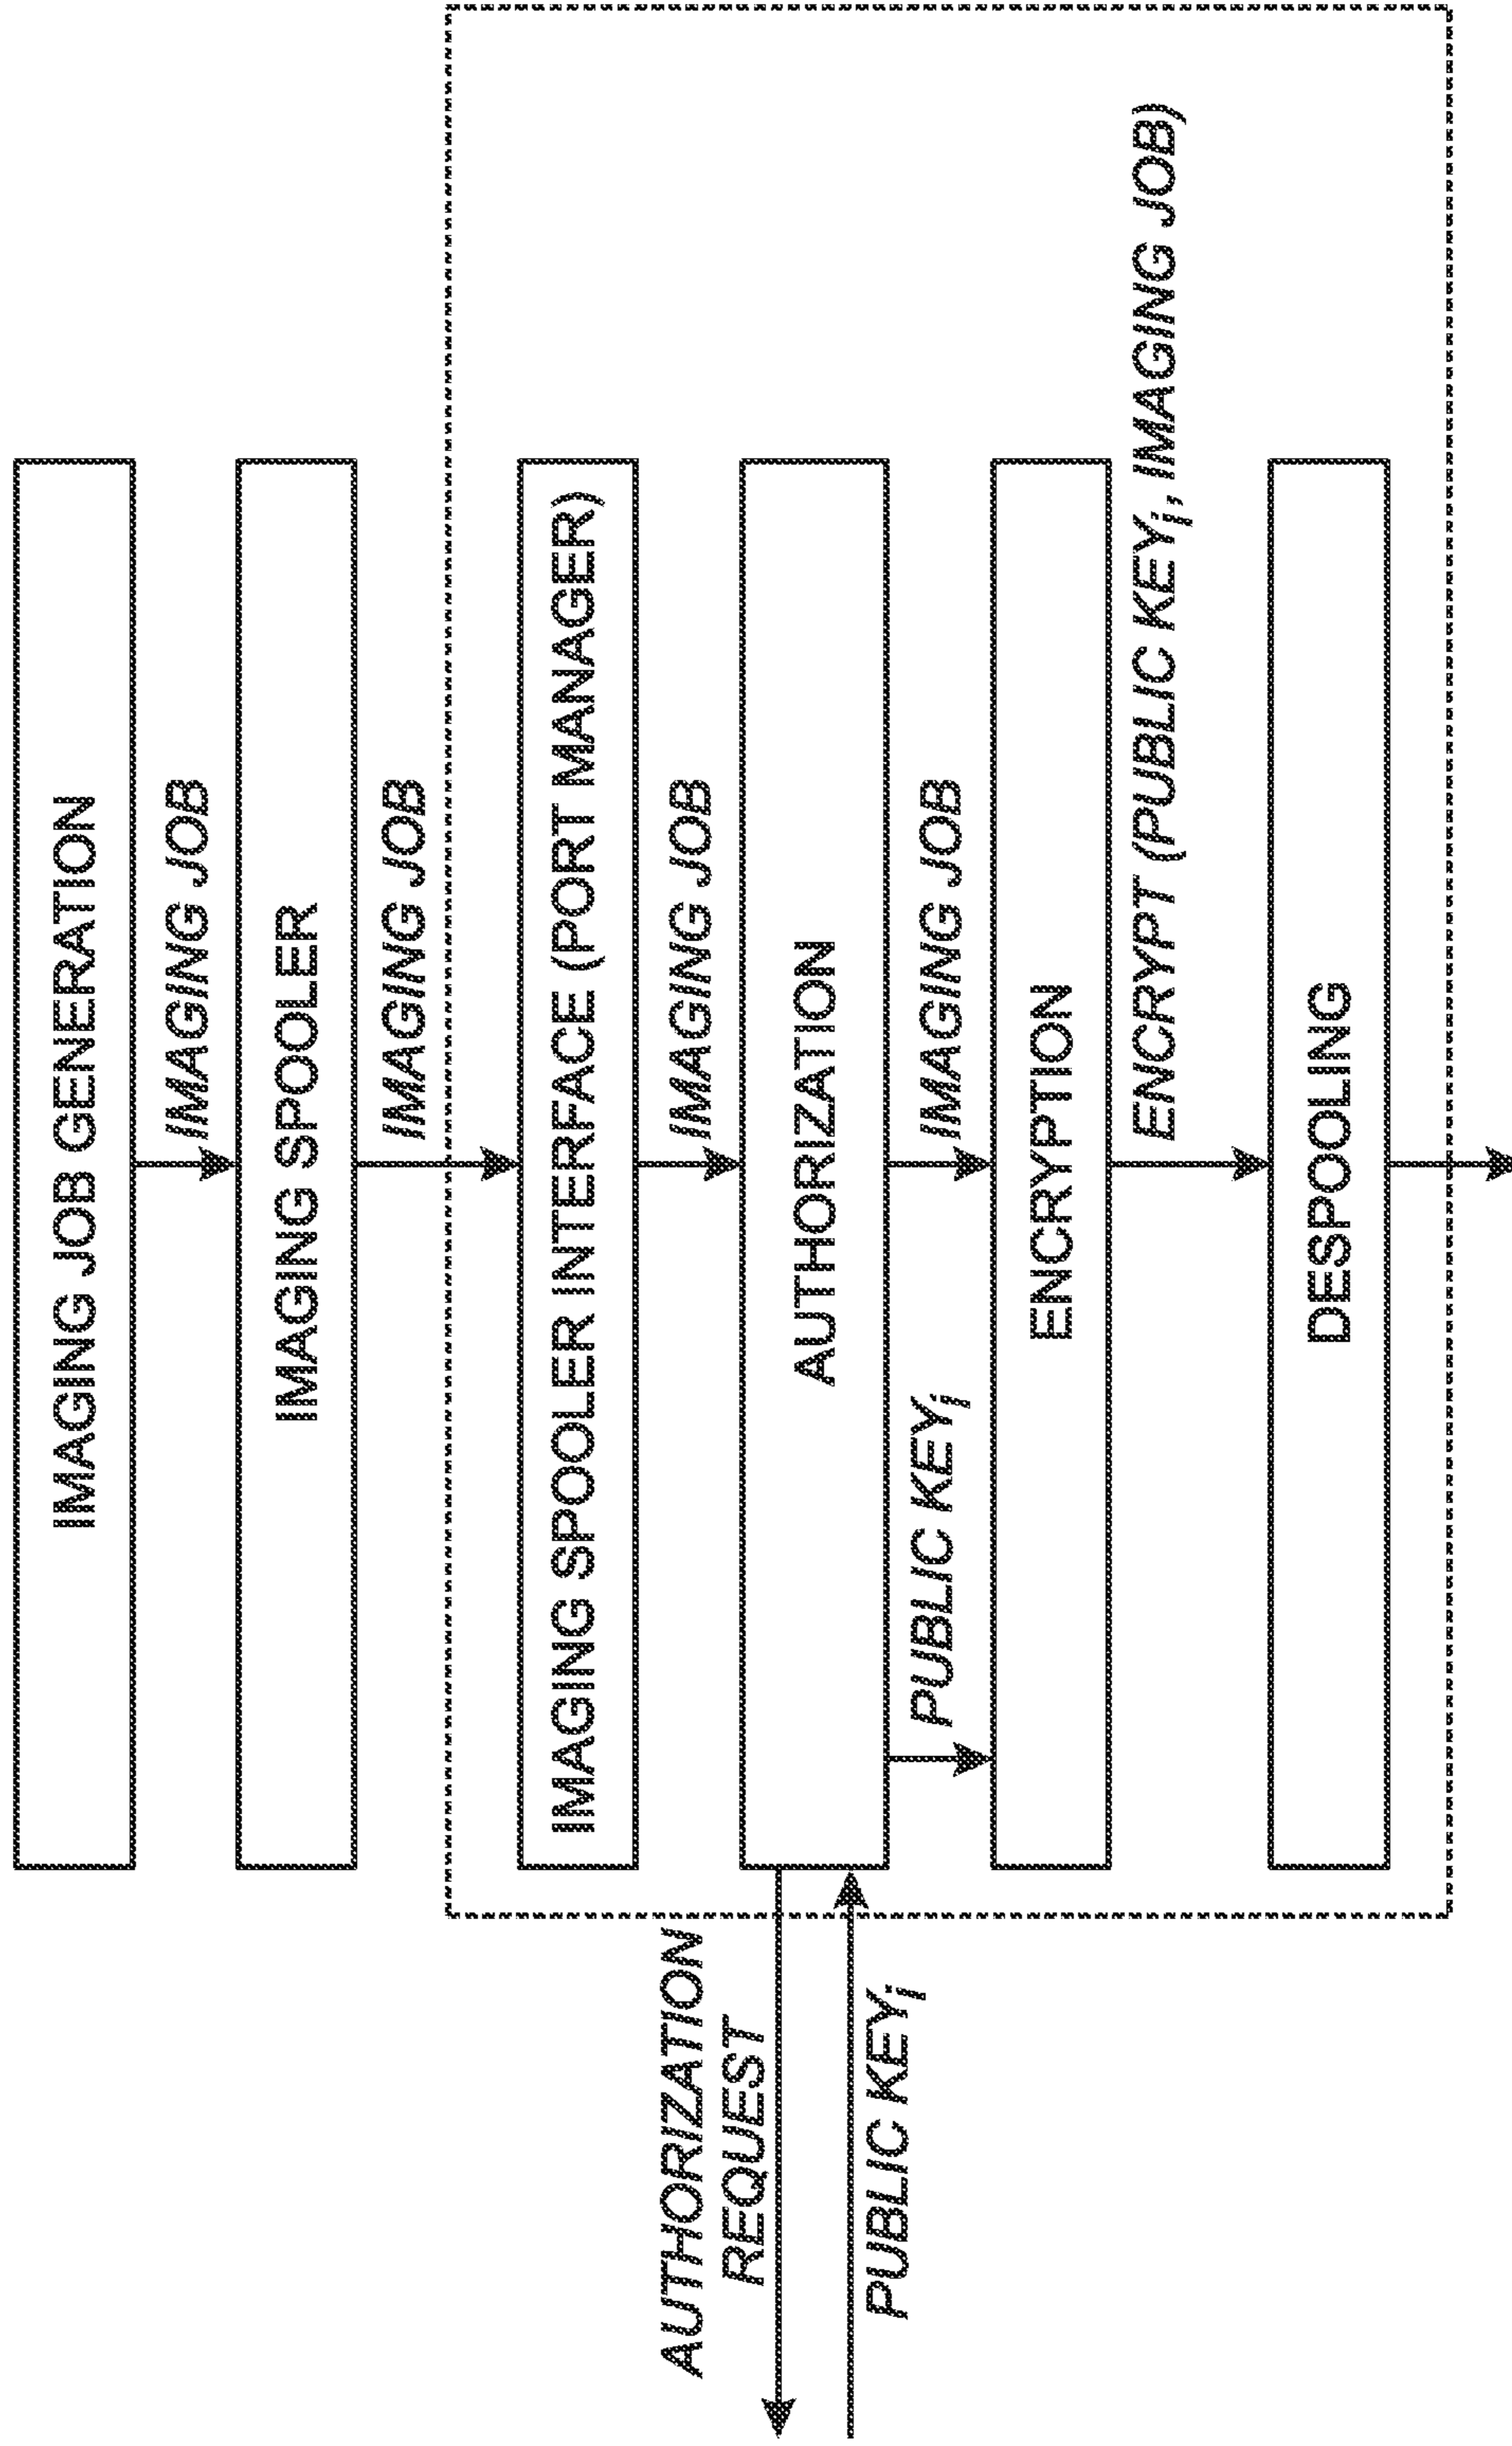 IMAGING JOB GENERATION
IMAGING JOB
IMAGING SPOOLER
IMAGING JOB
IMAGING SPOOLER INTERFACE (PORT MANAGER)
IMAGING JOB
AUTHORIZATION
REQUEST
AUTHORIZATION
PUBLIC KEYi
PUBLIC KEYi
IMAGING JOB
ENCRYPTION
ENCRYPT (PUBLIC KEYi, IMAGING JOB)
DESPOOLING